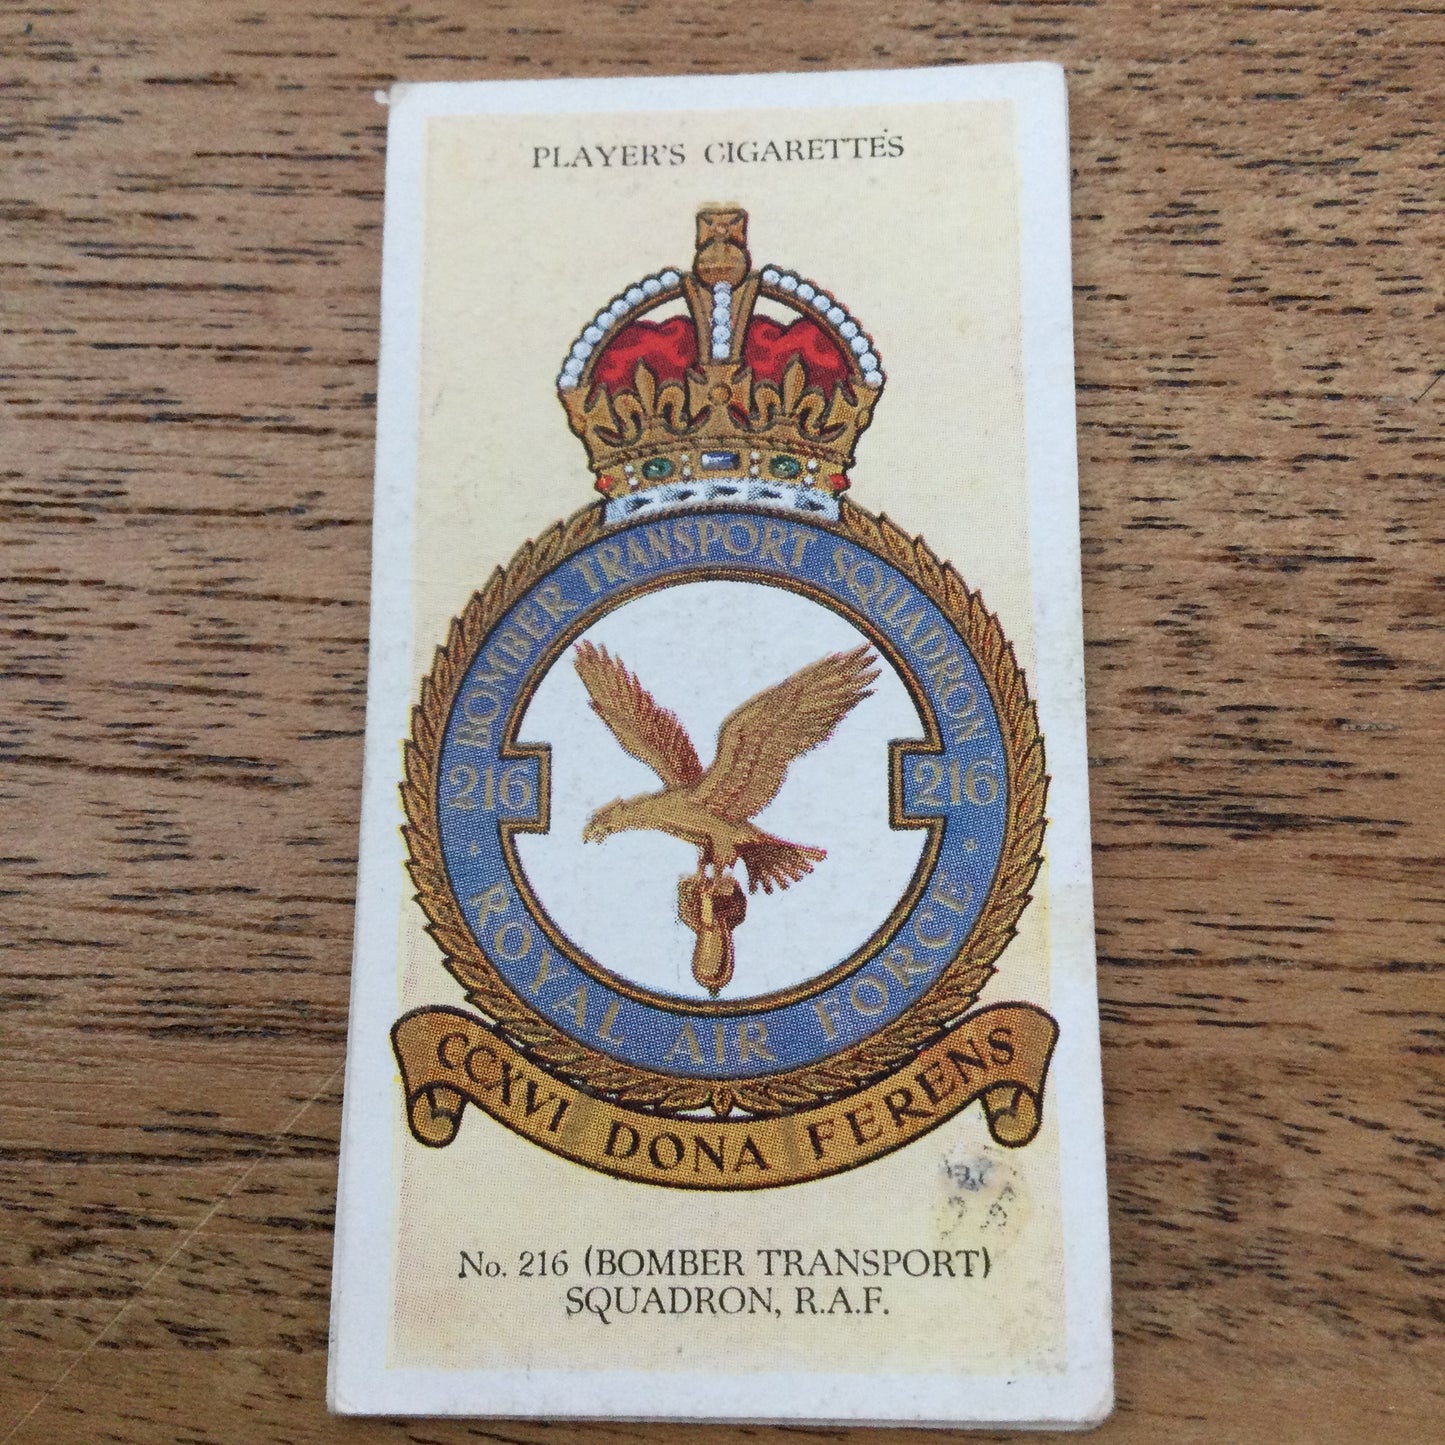 PLAYER'S CIGARETTES
BOMBER TRANSPORT SQUADRON
216
216
ROYAL AIR FORCE
CCXVI DONA FERENS
No. 216 (BOMBER TRANSPORT)
SQUADRON, R.A.F.